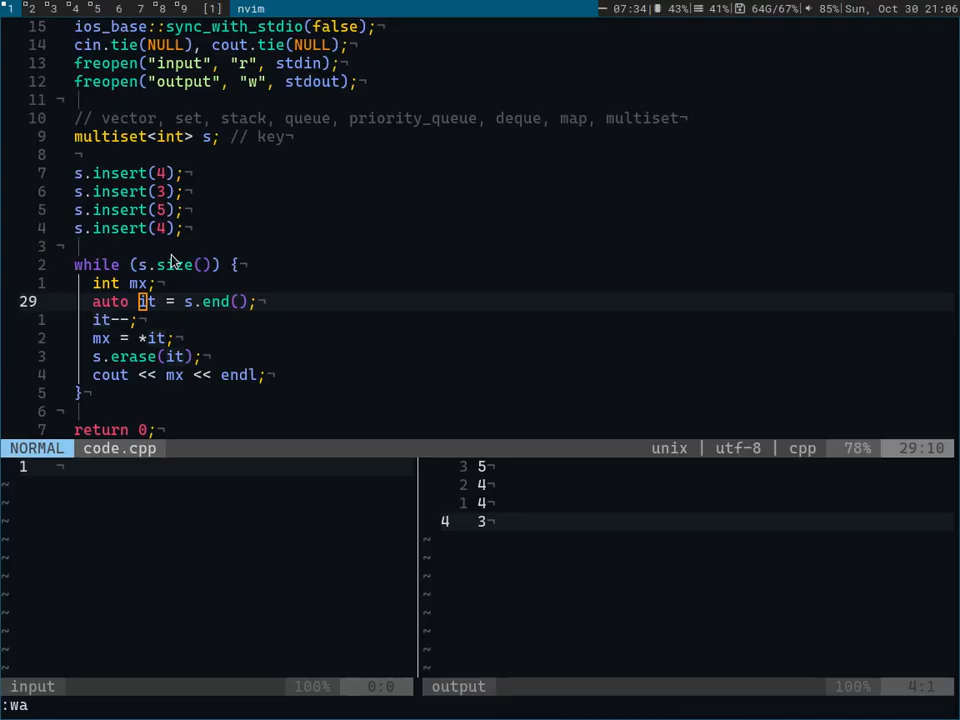 1 2 3 4 5 6 7 8 9 [1] nvim — 07:34 43% 41% 64G/67% 85% Sun, Oct 30 21:06
15 ios_base::sync_with_stdio(false);
14 cin.tie(NULL), cout.tie(NULL);¬
13 freopen("input", "r", stdin);¬
12 freopen("output", "w", stdout);¬
11 ¬
10 // vector, set, stack, queue, priority_queue, deque, map, multiset¬
9 multiset<int> s; // key¬
8 ¬
7 s.insert(4);¬
6 s.insert(3);¬
5 s.insert(5);¬
4 s.insert(4);¬
3 ¬
2 while (s.size()) {¬
1 int mx;¬
29 auto it = s.end();¬
1 it--;¬
2 mx = *it;¬
3 s.erase(it);¬
4 cout << mx << endl;¬
5 }¬
6 ¬
7 return 0;¬
NORMAL code.cpp unix | utf-8 | cpp 78% 29:10
1 ¬
~
~
~
~
~
~
~
~
~
~
~
input 100% 0:0
3 5¬
2 4¬
1 4¬
4 3¬
~
~
~
~
~
~
~
~
output 100% 4:1
:wa